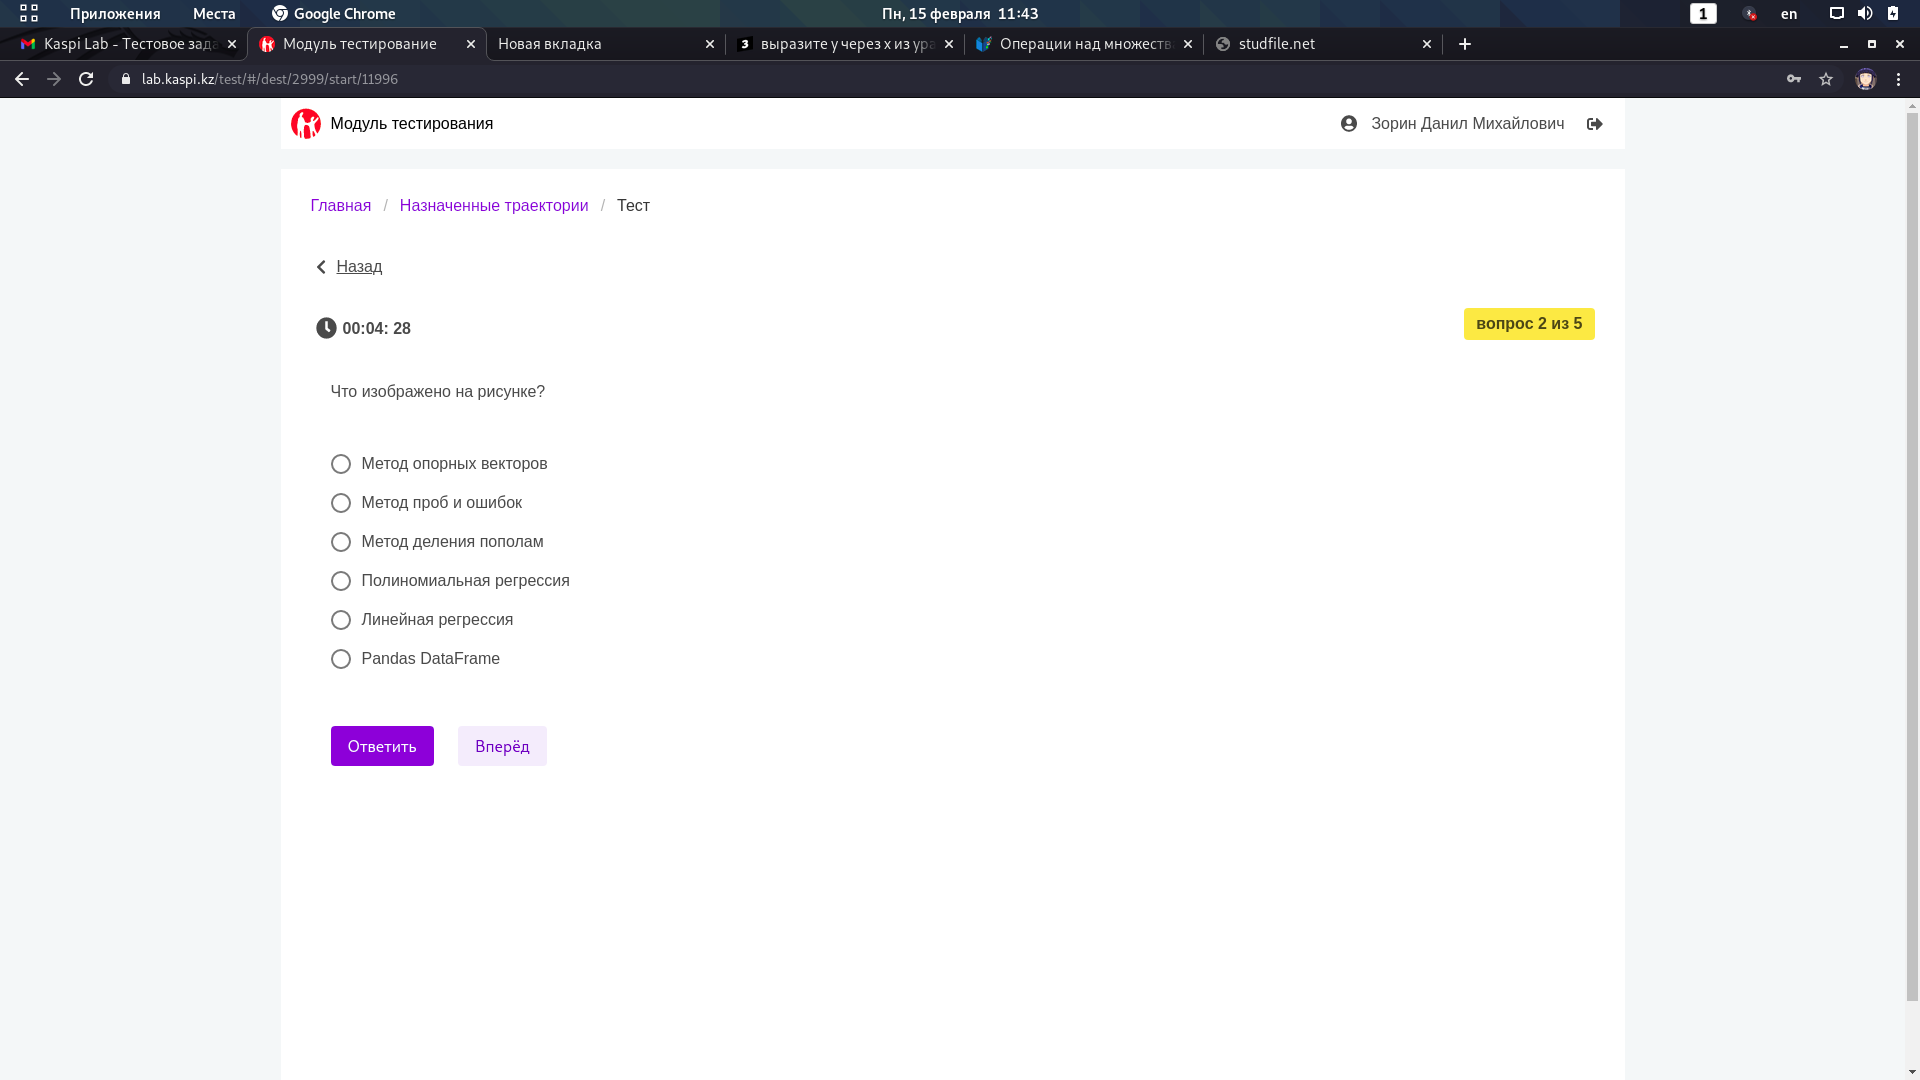 Приложения Места Google Chrome Пн, 15 февраля 11:43 1 en
Kaspi Lab - Тестовое зада Модуль тестирование Новая вкладка выразите у через х из ура Операции над множеств studfile.net
lab.kaspi.kz/test/#/dest/2999/start/11996
Модуль тестирования Зорин Данил Михайлович
Главная / Назначенные траектории / Тест
Назад
00:04: 28 вопрос 2 из 5
Что изображено на рисунке?
Метод опорных векторов
Метод проб и ошибок
Метод деления пополам
Полиномиальная регрессия
Линейная регрессия
Pandas DataFrame
Ответить Вперёд